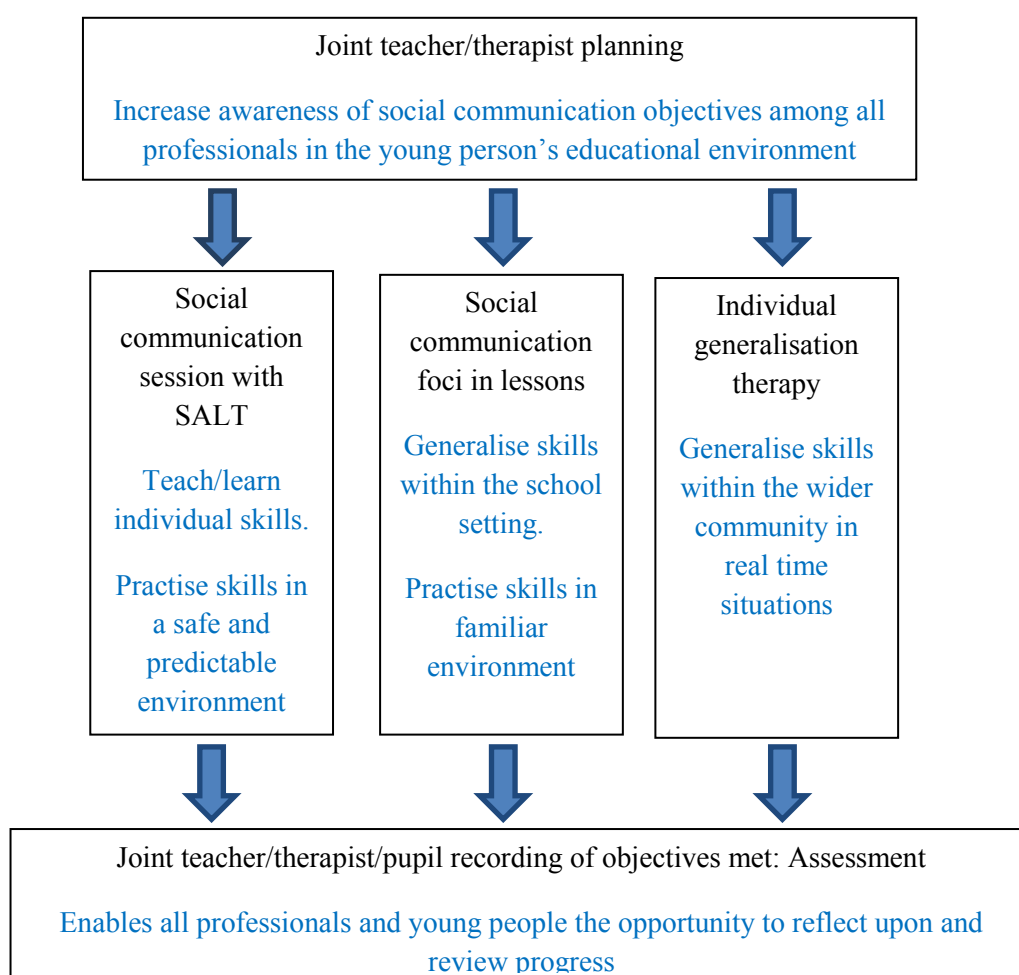 Joint teacher/therapist planning
Increase awareness of social communication objectives among all
professionals in the young person’s educational environment
Social
communication
session with
SALT
Teach/learn
individual skills.
Practise skills in
a safe and
predictable
environment
Social
communication
foci in lessons
Generalise skills
within the school
setting.
Practise skills in
familiar
environment
Individual
generalisation
therapy
Generalise skills
within the wider
community in
real time
situations
Joint teacher/therapist/pupil recording of objectives met: Assessment
Enables all professionals and young people the opportunity to reflect upon and
review progress